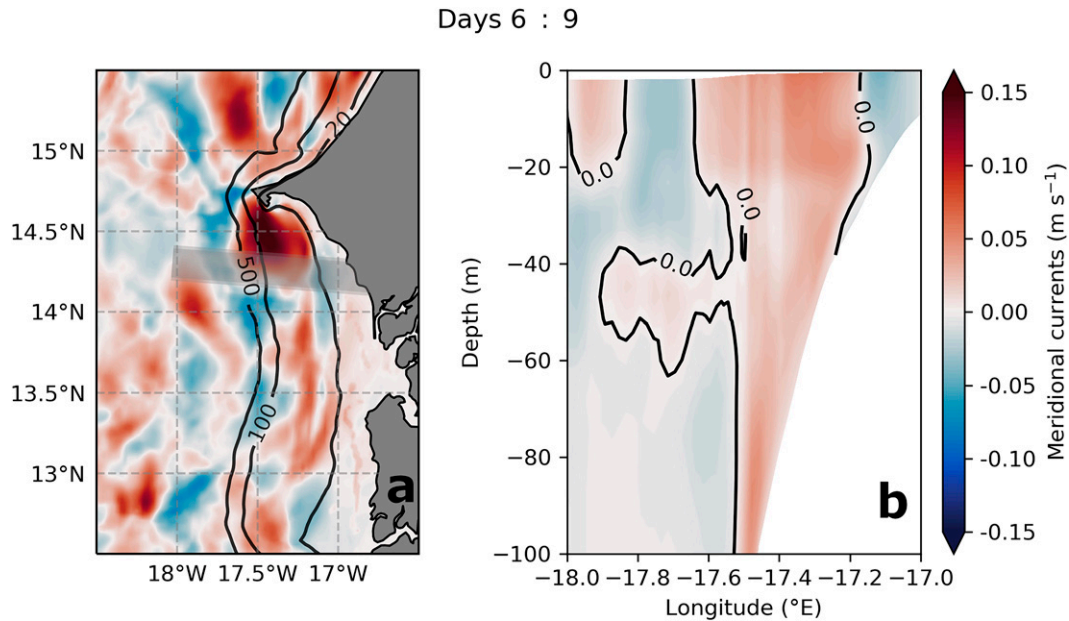 Days 6 : 9
15°N
14.5°N
14°N
13.5°N
13°N
18°W 17.5°W 17°W
20
500
100
a
0
−20
−40
−60
−80
−100
Depth (m)
0.0
0.0
0.0
0.0
b
−18.0 −17.8 −17.6 −17.4 −17.2 −17.0
Longitude (°E)
0.15
0.10
0.05
0.00
-0.05
-0.10
-0.15
Meridional currents (m s⁻¹)